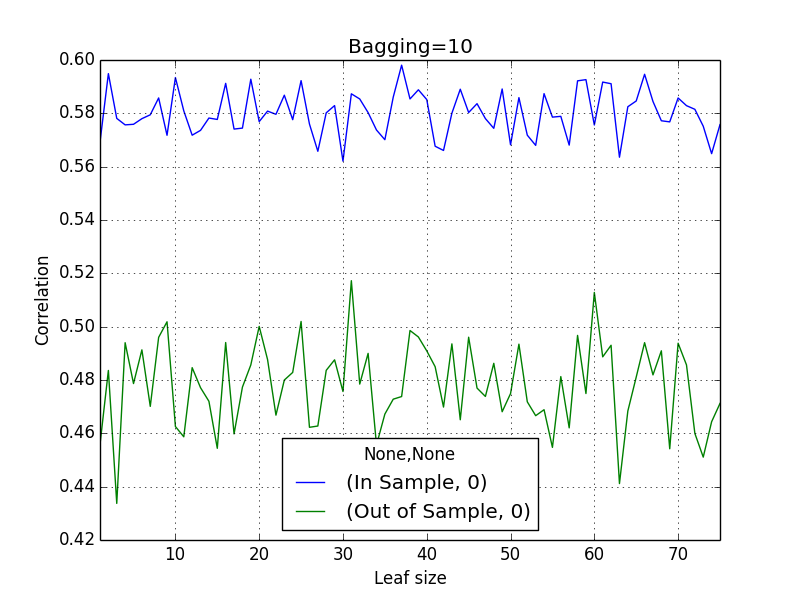 Bagging=10
0.60
0.58
0.56
0.54
0.52
0.50
0.48
0.46
0.44
0.42
Correlation
None,None
(In Sample, 0)
(Out of Sample, 0)
10 20 30 40 50 60 70
Leaf size